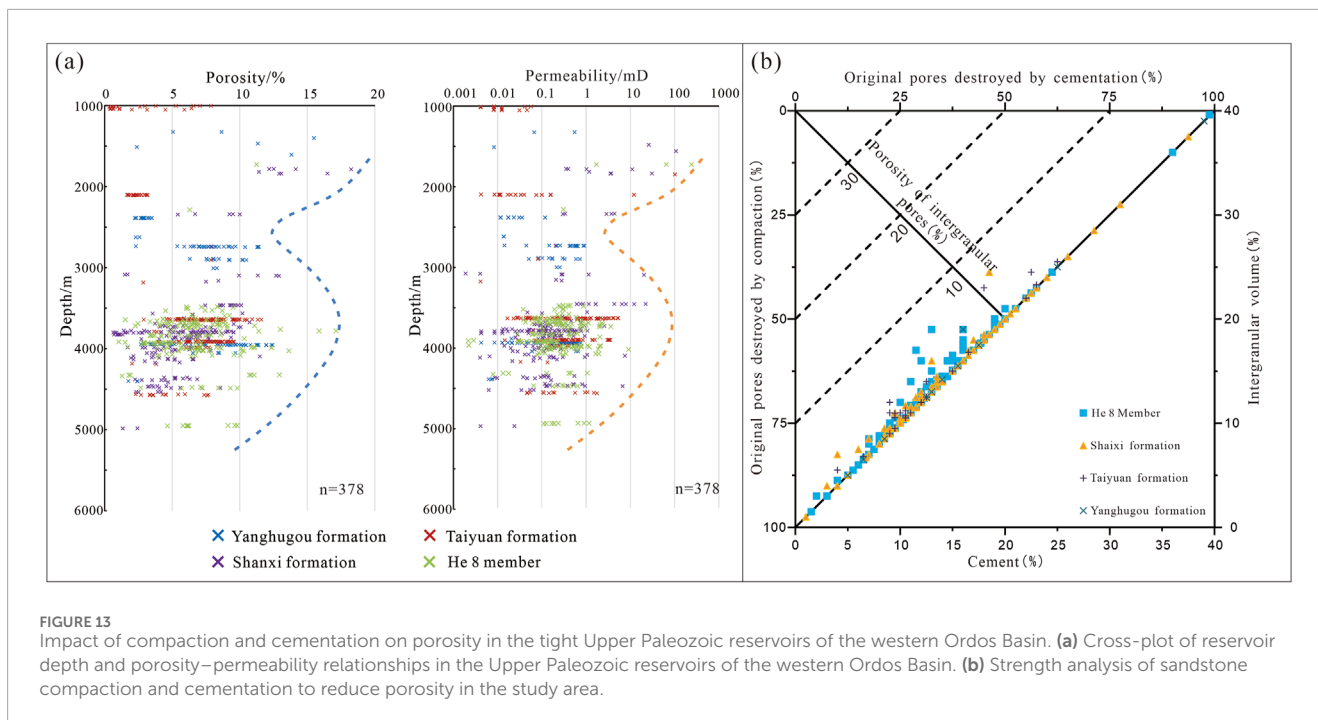 (a)
Porosity/%
0 5 10 15 20
Permeability/mD
0.001 0.01 0.1 1 10 100 1000
Depth/m
1000
2000
3000
4000
5000
6000
n=378
Depth/m
1000
2000
3000
4000
5000
6000
n=378
Yanghugou formation
Taiyuan formation
Shanxi formation
He 8 member
(b)
Original pores destroyed by cementation(%)
0 25 50 75 100
Original pores destroyed by compaction(%)
0
25
50
75
100
Porosity of intergranular
pores(%)
30
20
10
Intergranular volume(%)
40
30
20
10
0
He 8 Member
Shaixi formation
Taiyuan formation
Yanghugou formation
0 5 10 20 30 40
Cement(%)
FIGURE 13
Impact of compaction and cementation on porosity in the tight Upper Paleozoic reservoirs of the western Ordos Basin. (a) Cross-plot of reservoir
depth and porosity–permeability relationships in the Upper Paleozoic reservoirs of the western Ordos Basin. (b) Strength analysis of sandstone
compaction and cementation to reduce porosity in the study area.